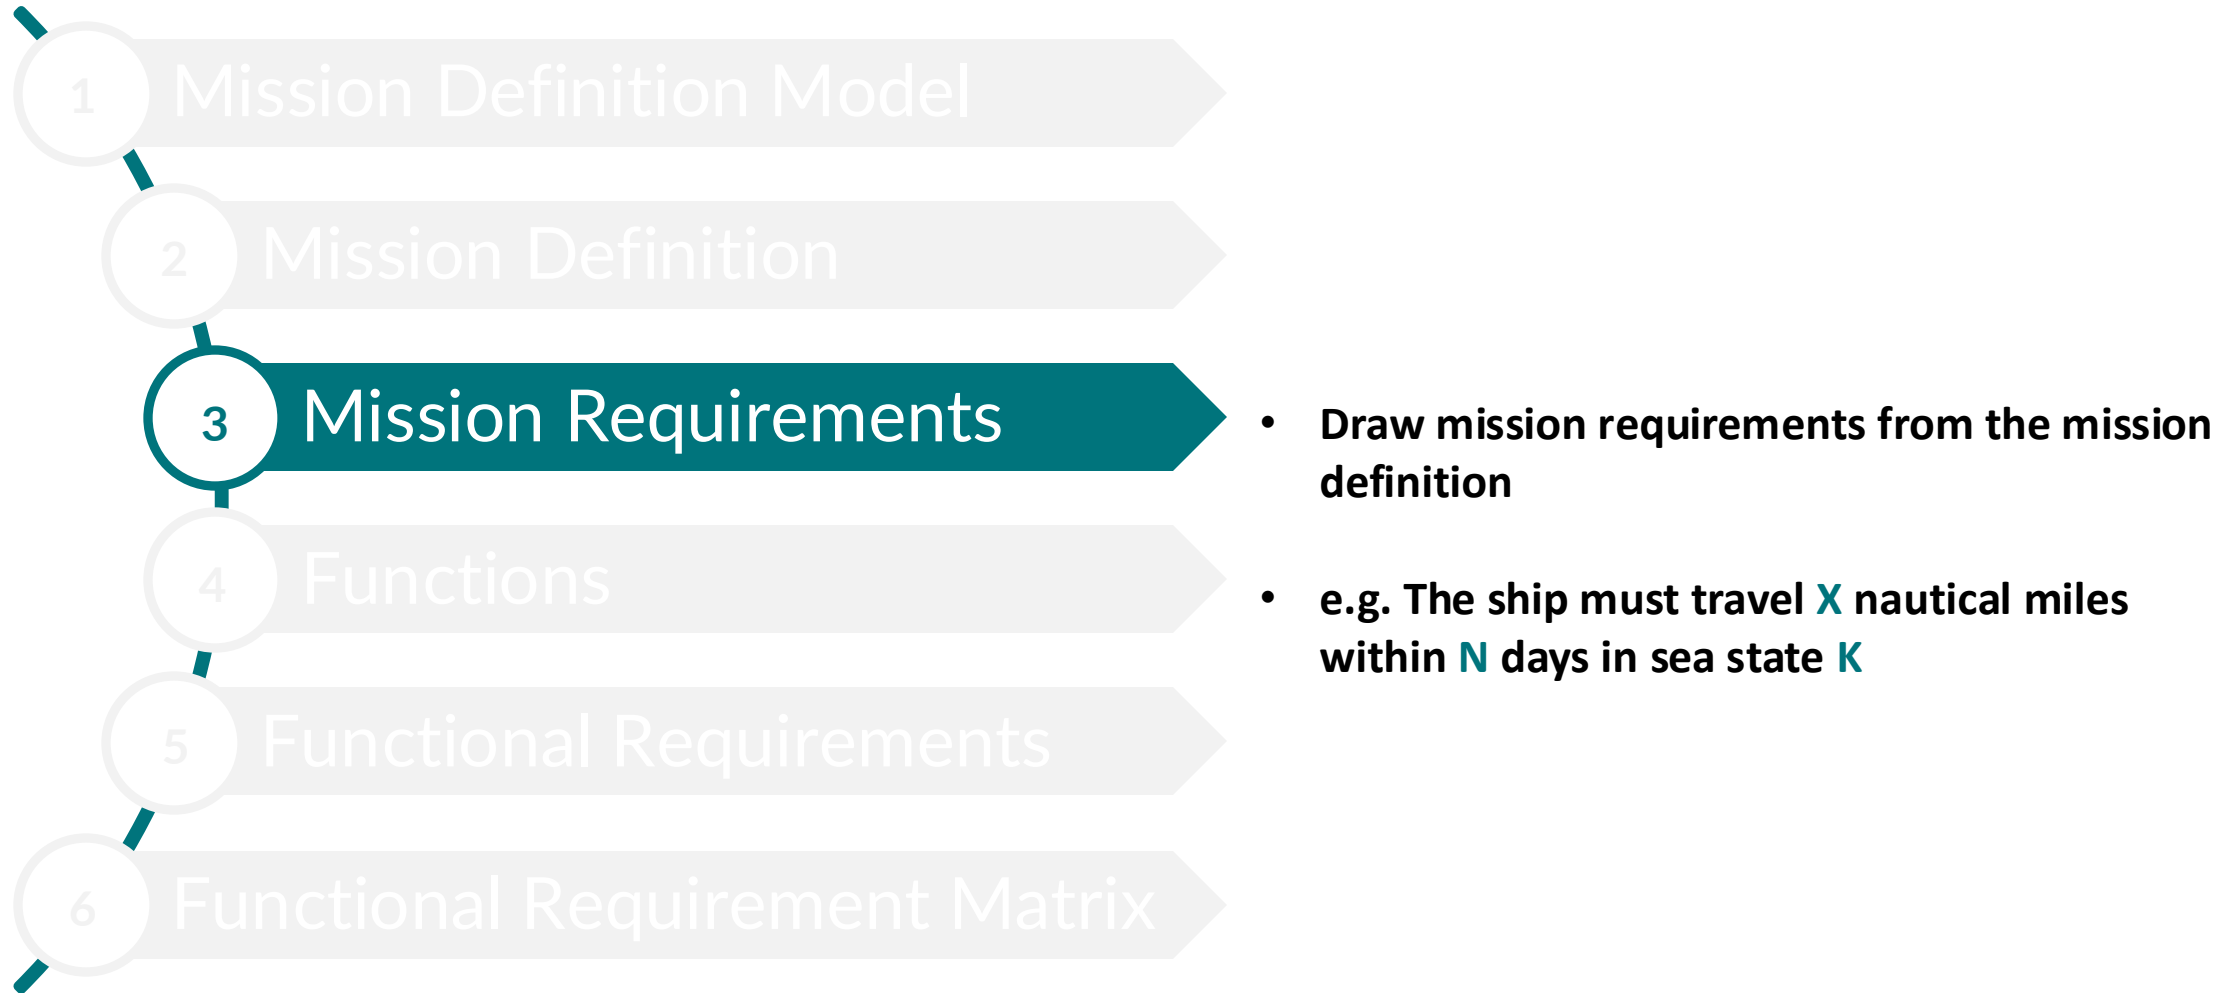 1 Mission Definition Model
2 Mission Definition
3 Mission Requirements
• Draw mission requirements from the mission
definition
• e.g. The ship must travel X nautical miles
within N days in sea state K
4 Functions
5 Functional Requirements
6 Functional Requirement Matrix